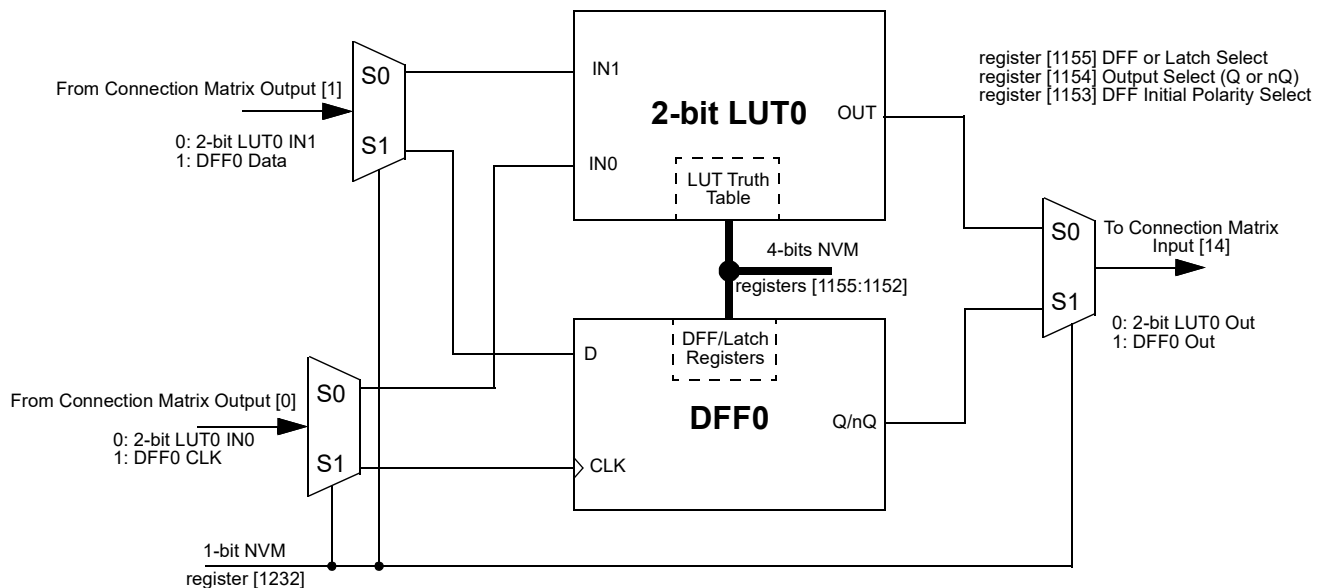 From Connection Matrix Output [1]
0: 2-bit LUT0 IN1
1: DFF0 Data
S0
S1
IN1
IN0
2-bit LUT0
OUT
LUT Truth
Table
register [1155] DFF or Latch Select
register [1154] Output Select (Q or nQ)
register [1153] DFF Initial Polarity Select
4-bits NVM
registers [1155:1152]
S0
S1
To Connection Matrix
Input [14]
0: 2-bit LUT0 Out
1: DFF0 Out
From Connection Matrix Output [0]
0: 2-bit LUT0 IN0
1: DFF0 CLK
S0
S1
D
CLK
DFF/Latch
Registers
DFF0
Q/nQ
1-bit NVM
register [1232]